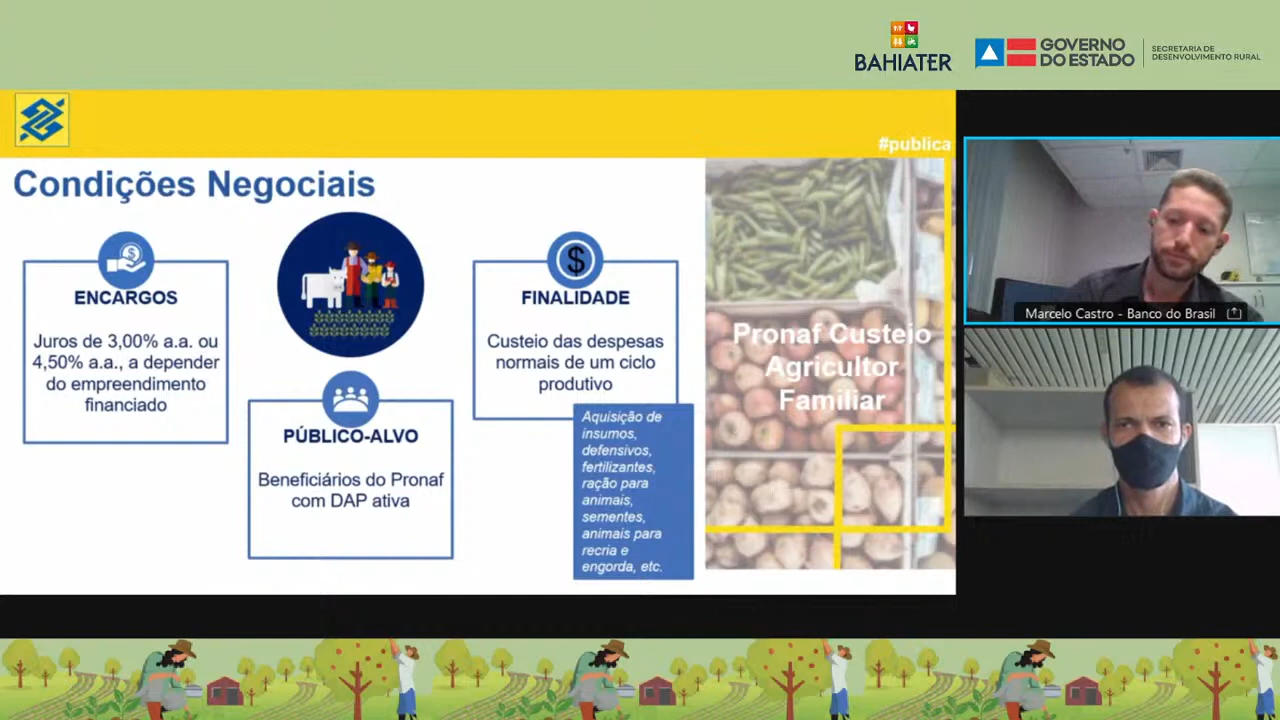 BAHIATER
GOVERNO
DO ESTADO
SECRETARIA DE
DESENVOLVIMENTO RURAL
#publica
Condições Negociais
ENCARGOS
Juros de 3,00% a.a. ou
4,50% a.a., a depender
do empreendimento
financiado
PÚBLICO-ALVO
Beneficiários do Pronaf
com DAP ativa
$
FINALIDADE
Custeio das despesas
normais de um ciclo
produtivo
Aquisição de
insumos,
defensivos,
fertilizantes,
ração para
animais,
sementes,
animais para
recria e
engorda, etc.
Pronaf Custeio
Agricultor
Familiar
Marcelo Castro - Banco do Brasil